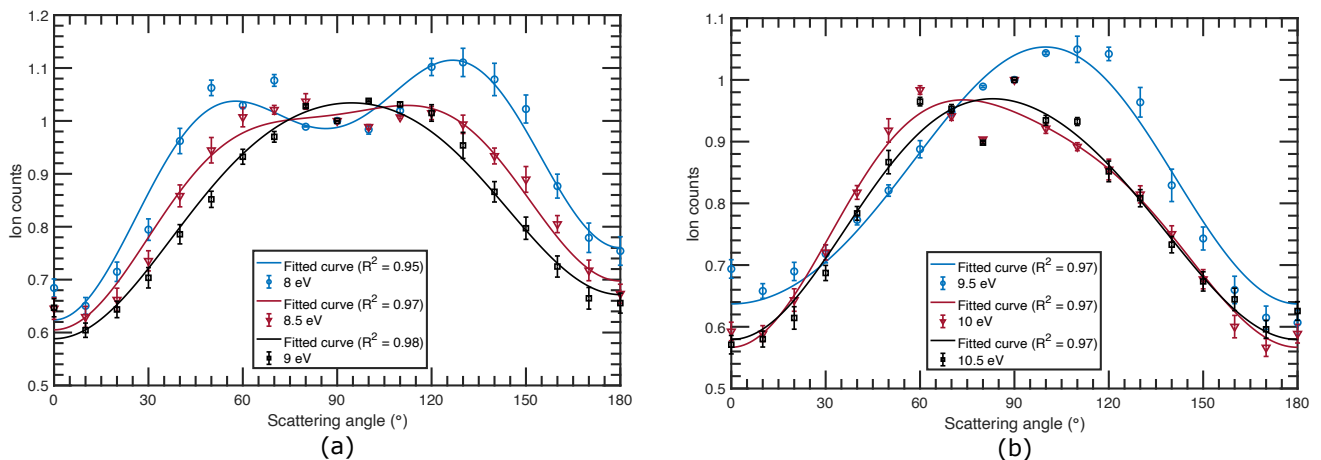 1.2
1.1
1
0.9
0.8
0.7
0.6
0.5
Ion counts
Fitted curve (R² = 0.95)
8 eV
Fitted curve (R² = 0.97)
8.5 eV
Fitted curve (R² = 0.98)
9 eV
0 30 60 90 120 150 180
Scattering angle (°)
(a)
1.1
1
0.9
0.8
0.7
0.6
0.5
Ion counts
Fitted curve (R² = 0.97)
9.5 eV
Fitted curve (R² = 0.97)
10 eV
Fitted curve (R² = 0.97)
10.5 eV
0 30 60 90 120 150 180
Scattering angle (°)
(b)